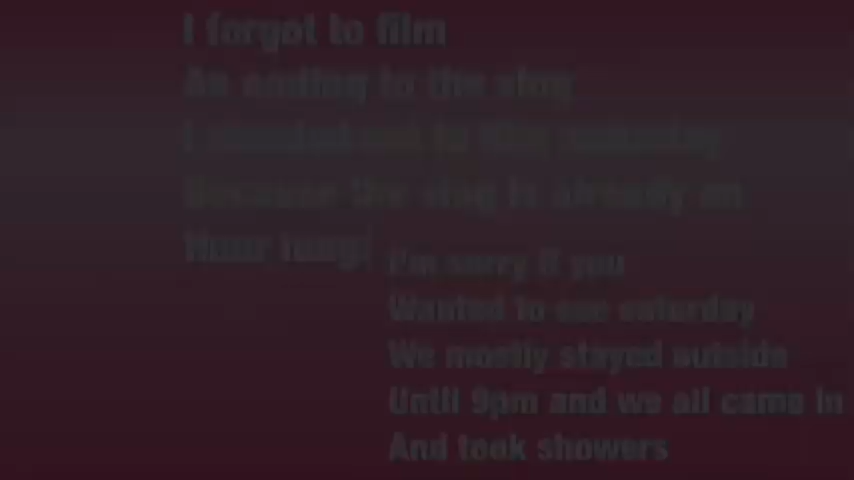 I forgot to film
An ending to the vlog
I decided not to film saturday
Because the vlog is already an
Hour long!
I'm sorry if you
Wanted to see saturday
We mostly stayed outside
Until 9pm and we all came in
And took showers